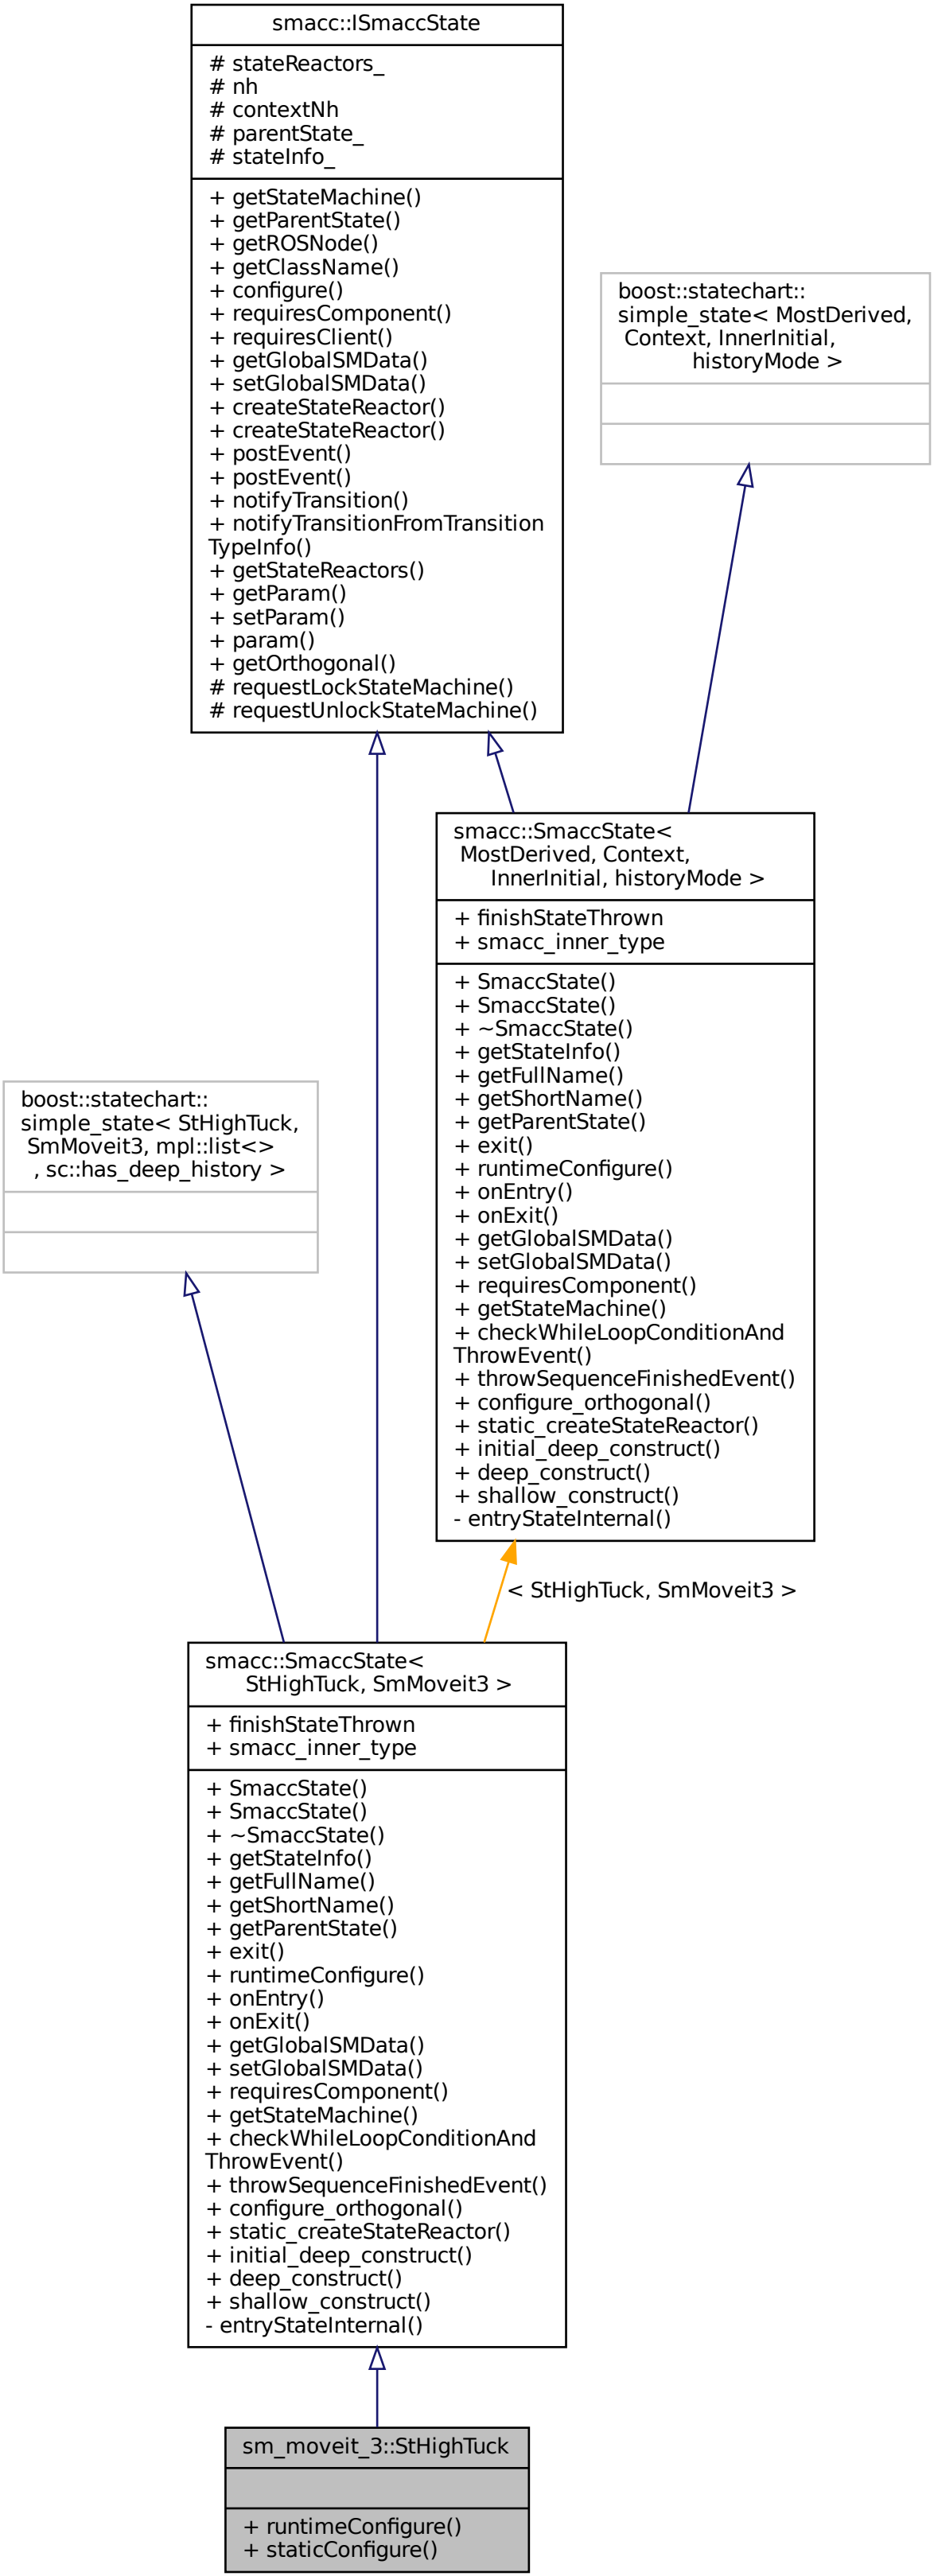 smacc::ISmaccState
# stateReactors_
# nh
# contextNh
# parentState_
# stateInfo_
+ getStateMachine()
+ getParentState()
+ getROSNode()
+ getClassName()
+ configure()
+ requiresComponent()
+ requiresClient()
+ getGlobalSMData()
+ setGlobalSMData()
+ createStateReactor()
+ createStateReactor()
+ postEvent()
+ postEvent()
+ notifyTransition()
+ notifyTransitionFromTransition
TypeInfo()
+ getStateReactors()
+ getParam()
+ setParam()
+ param()
+ getOrthogonal()
# requestLockStateMachine()
# requestUnlockStateMachine()
boost::statechart::
simple_state< MostDerived,
Context, InnerInitial,
historyMode >
smacc::SmaccState<
MostDerived, Context,
InnerInitial, historyMode >
+ finishStateThrown
+ smacc_inner_type
+ SmaccState()
+ SmaccState()
+ ~SmaccState()
+ getStateInfo()
+ getFullName()
+ getShortName()
+ getParentState()
+ exit()
+ runtimeConfigure()
+ onEntry()
+ onExit()
+ getGlobalSMData()
+ setGlobalSMData()
+ requiresComponent()
+ getStateMachine()
+ checkWhileLoopConditionAnd
ThrowEvent()
+ throwSequenceFinishedEvent()
+ configure_orthogonal()
+ static_createStateReactor()
+ initial_deep_construct()
+ deep_construct()
+ shallow_construct()
- entryStateInternal()
boost::statechart::
simple_state< StHighTuck,
SmMoveit3, mpl::list<>
, sc::has_deep_history >
< StHighTuck, SmMoveit3 >
smacc::SmaccState<
StHighTuck, SmMoveit3 >
+ finishStateThrown
+ smacc_inner_type
+ SmaccState()
+ SmaccState()
+ ~SmaccState()
+ getStateInfo()
+ getFullName()
+ getShortName()
+ getParentState()
+ exit()
+ runtimeConfigure()
+ onEntry()
+ onExit()
+ getGlobalSMData()
+ setGlobalSMData()
+ requiresComponent()
+ getStateMachine()
+ checkWhileLoopConditionAnd
ThrowEvent()
+ throwSequenceFinishedEvent()
+ configure_orthogonal()
+ static_createStateReactor()
+ initial_deep_construct()
+ deep_construct()
+ shallow_construct()
- entryStateInternal()
sm_moveit_3::StHighTuck
+ runtimeConfigure()
+ staticConfigure()